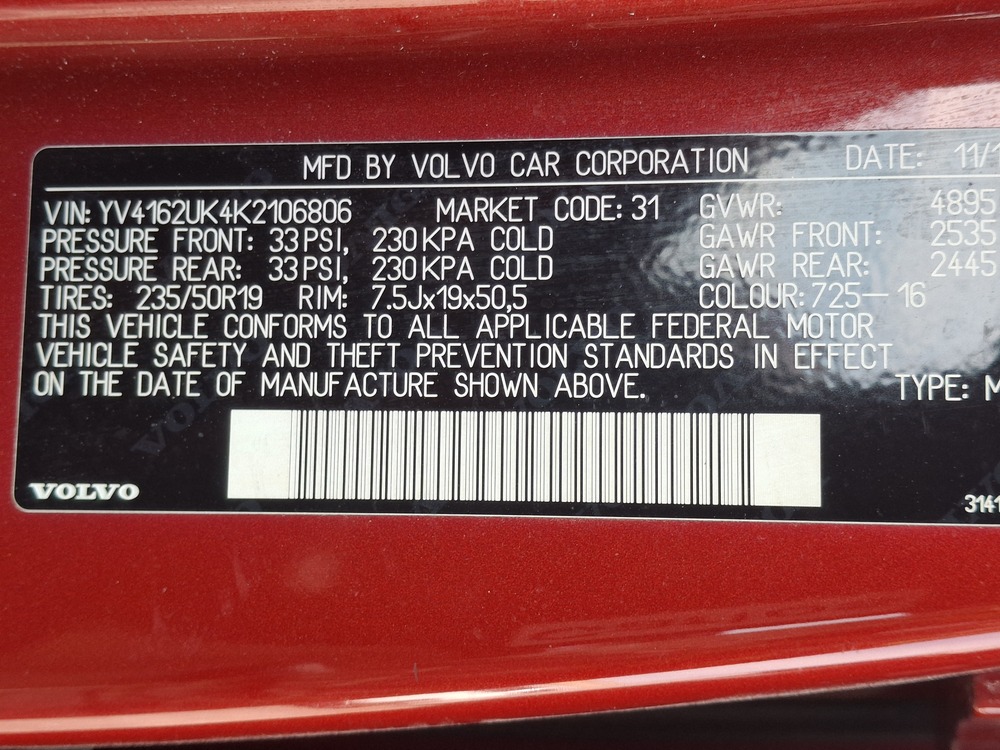 MFD BY VOLVO CAR CORPORATION DATE: 11/1
VIN: YV4162UK4K2106806 MARKET CODE: 31 GVWR: 4895
PRESSURE FRONT: 33 PSI, 230 KPA COLD GAWR FRONT: 2535
PRESSURE REAR: 33 PSI, 230 KPA COLD GAWR REAR: 2445
TIRES: 235/50R19 RIM: 7.5Jx19x50,5 COLOUR: 725—16
THIS VEHICLE CONFORMS TO ALL APPLICABLE FEDERAL MOTOR
VEHICLE SAFETY AND THEFT PREVENTION STANDARDS IN EFFECT
ON THE DATE OF MANUFACTURE SHOWN ABOVE. TYPE: M
VOLVO
3141